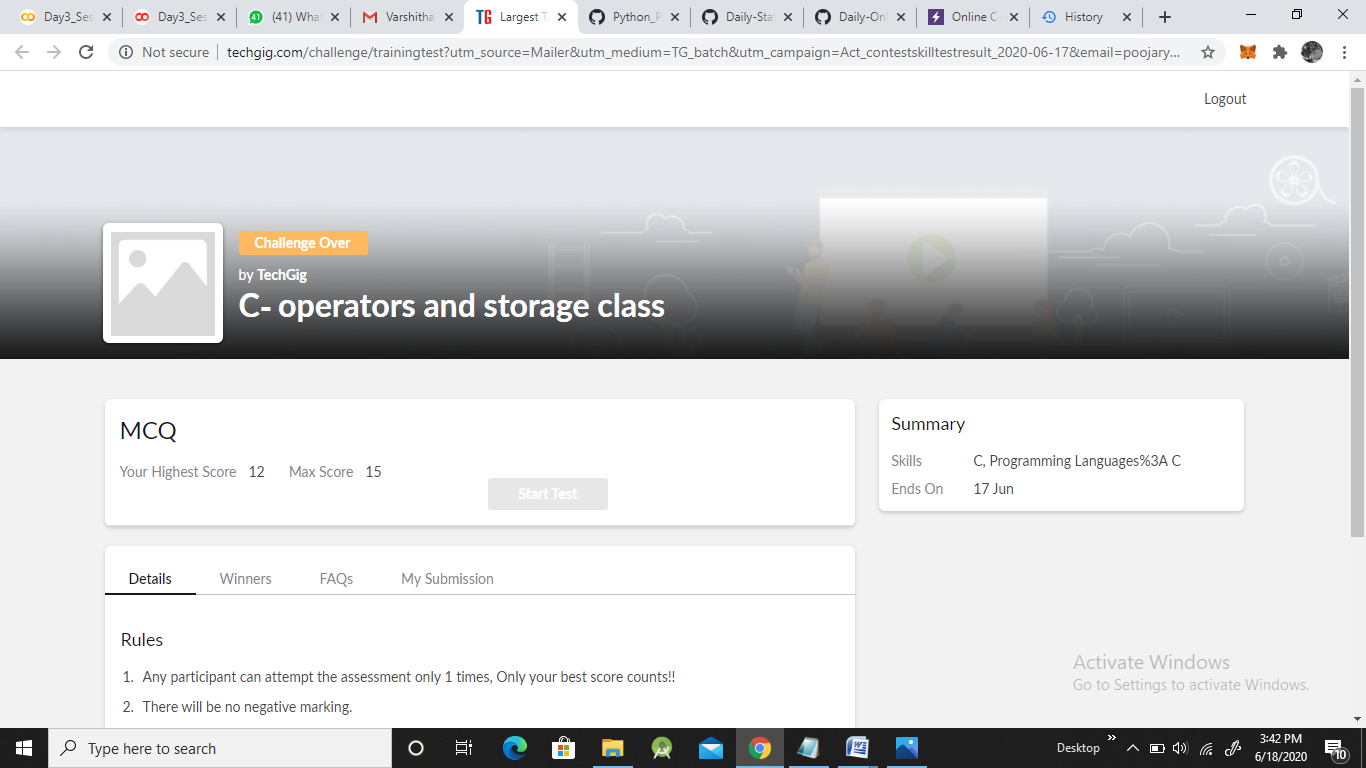 Day3_Ses
Day3_Ses
(41) What
Varshitha
TG
Largest T
Python_P
Daily-Sta
Daily-Onl
Online C
History
Not secure
techgig.com/challenge/trainingtest?utm_source=Mailer&utm_medium=TG_batch&utm_campaign=Act_contestskilltestresult_2020-06-17&email=poojary...
Logout
Challenge Over
by TechGig
C- operators and storage class
MCQ
Your Highest Score 12 Max Score 15
Start Test
Summary
Skills C, Programming Languages%3A C
Ends On 17 Jun
Details Winners FAQs My Submission
Rules
1. Any participant can attempt the assessment only 1 times, Only your best score counts!!
2. There will be no negative marking.
Activate Windows
Go to Settings to activate Windows.
Type here to search
Desktop
3:42 PM
6/18/2020
10